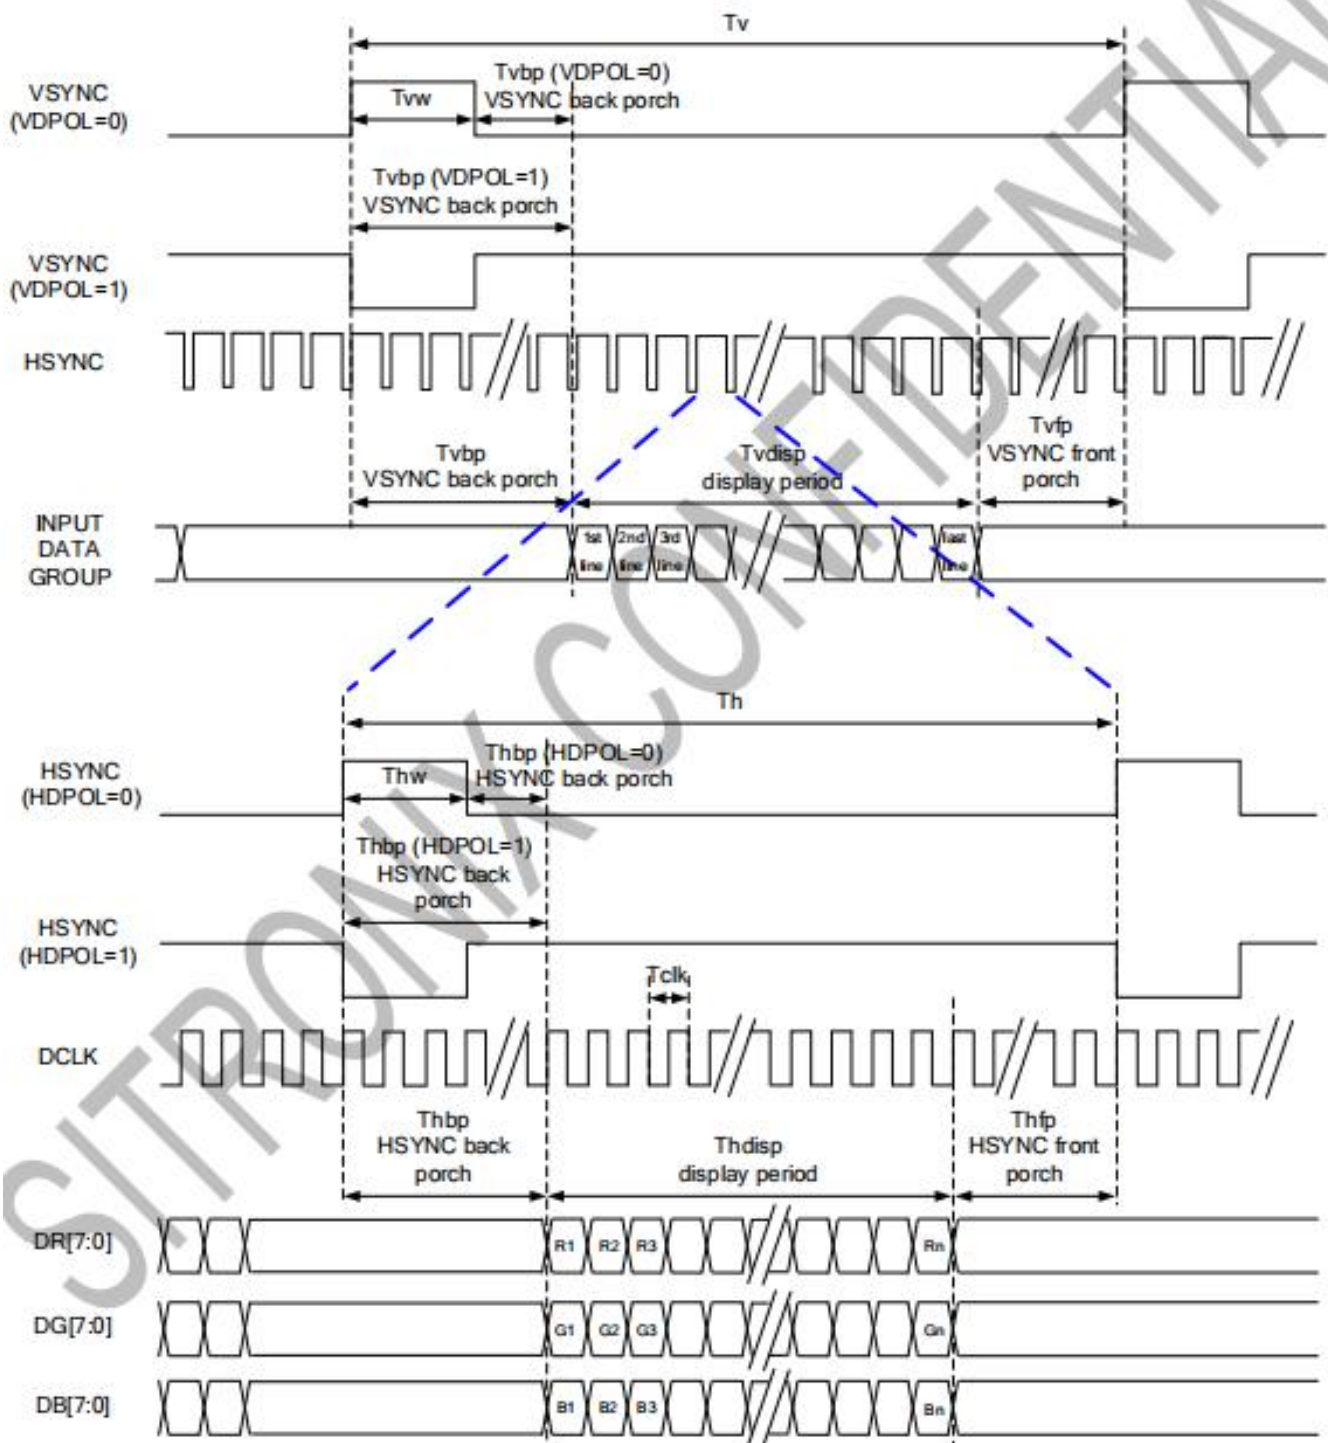 Tv
VSYNC
(VDPOL=0)
Tvw
Tvbp (VDPOL=0)
VSYNC back porch
Tvbp (VDPOL=1)
VSYNC back porch
VSYNC
(VDPOL=1)
HSYNC
Tvbp
VSYNC back porch
Tvdisp
display period
Tvfp
VSYNC front
porch
INPUT
DATA
GROUP
1st
line
2nd
line
3rd
line
last
line
Th
HSYNC
(HDPOL=0)
Thw
Thbp (HDPOL=0)
HSYNC back porch
Thbp (HDPOL=1)
HSYNC back
porch
HSYNC
(HDPOL=1)
Tclk
DCLK
Thbp
HSYNC back
porch
Thdisp
display period
Thfp
HSYNC front
porch
DR[7:0]
R1 R2 R3 Rn
DG[7:0]
G1 G2 G3 Gn
DB[7:0]
B1 B2 B3 Bn
SITRONIX CONFIDENTIAL